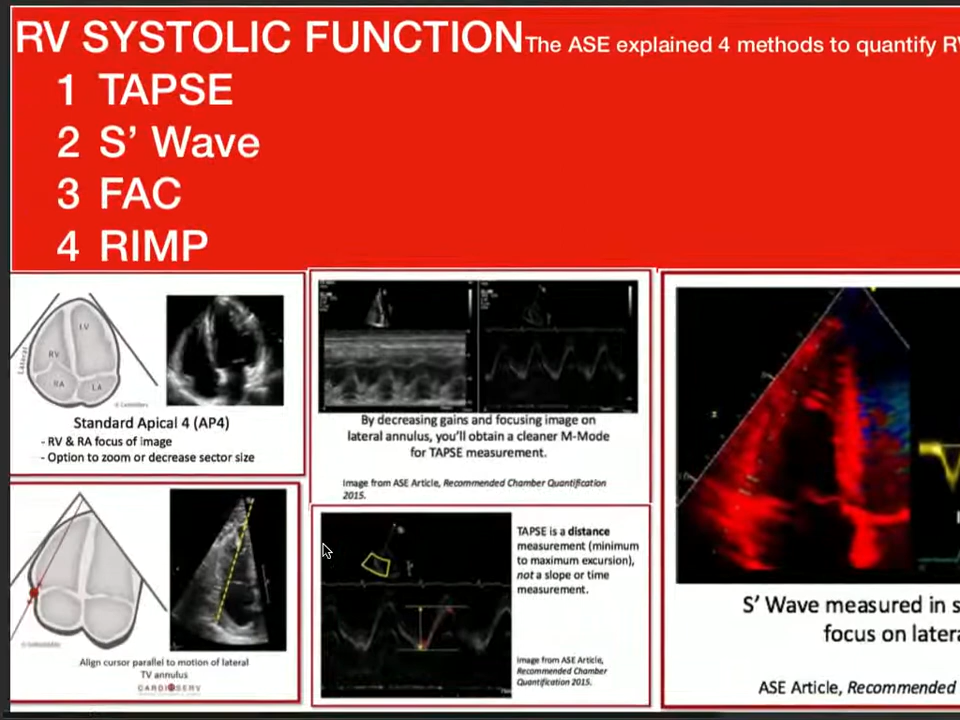 RV SYSTOLIC FUNCTION The ASE explained 4 methods to quantify RV
1 TAPSE
2 S' Wave
3 FAC
4 RIMP
LV
RV
RA
LA
Lateral
Standard Apical 4 (AP4)
- RV & RA focus of image
- Option to zoom or decrease sector size
By decreasing gains and focusing image on
lateral annulus, you'll obtain a cleaner M-Mode
for TAPSE measurement.
Image from ASE Article, Recommended Chamber Quantification
2015.
Align cursor parallel to motion of lateral
TV annulus
CARDIOSERV
TAPSE is a distance
measurement (minimum
to maximum excursion),
not a slope or time
measurement.
Image from ASE Article,
Recommended Chamber
Quantification 2015.
S' Wave measured in s
focus on latera
ASE Article, Recommended